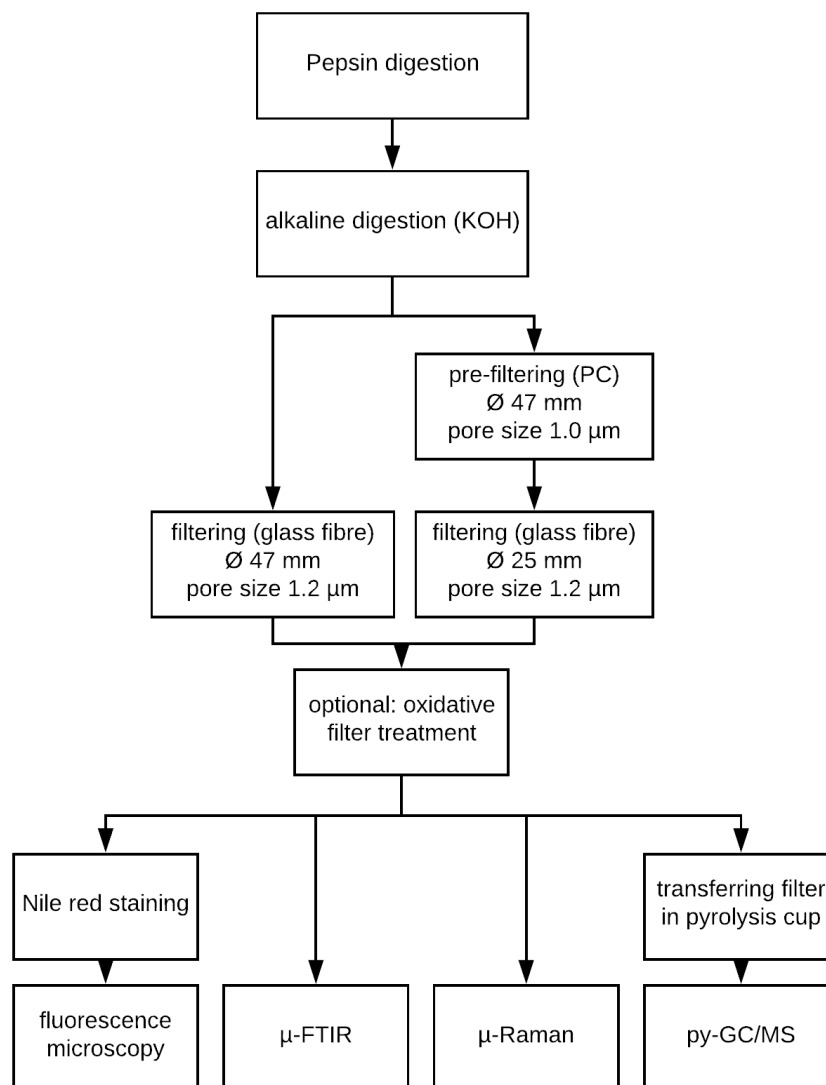 Pepsin digestion
alkaline digestion (KOH)
pre-filtering (PC)
Ø 47 mm
pore size 1.0 µm
filtering (glass fibre)
Ø 47 mm
pore size 1.2 µm
filtering (glass fibre)
Ø 25 mm
pore size 1.2 µm
optional: oxidative
filter treatment
Nile red staining
transferring filter
in pyrolysis cup
fluorescence
microscopy
µ-FTIR
µ-Raman
py-GC/MS